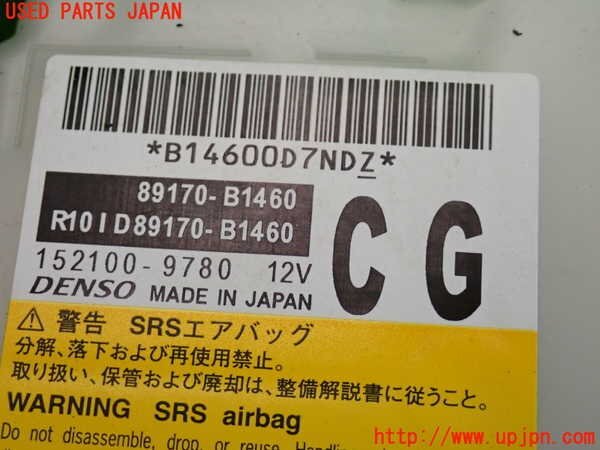 USED PARTS JAPAN
*B14600D7NDZ*
89170-B1460
R10ID89170-B1460
152100-9780 12V
CG
DENSO MADE IN JAPAN
警告 SRSエアバッグ
分解、落下および再使用禁止。
取り扱い、保管および廃却は、整備解説書に従うこと。
WARNING SRS airbag
Do not disassemble, drop, or reuse. Handling,
http://www.upjpn.com/